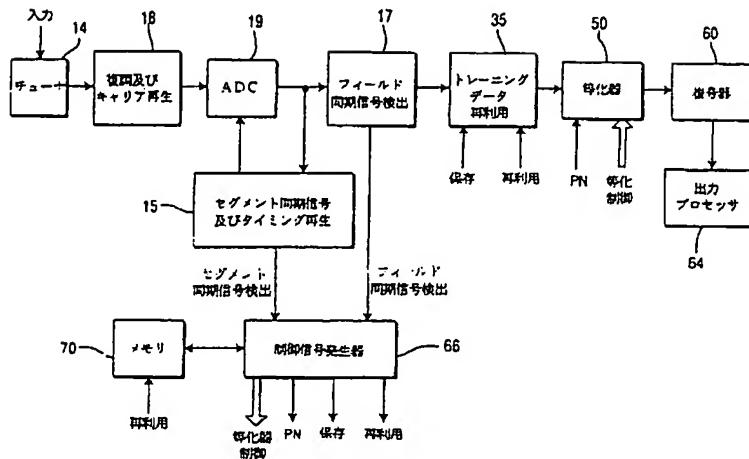 入力
14
18
19
17
35
50
60
チューナ
復調及び
キャリア再生
ADC
フィールド
同期信号検出
トレーニング
データ
再利用
等化器
復号器
保存
再利用
PN
等化
制御
出力
プロセッサ
64
15
セグメント同期信号
及びタイミング再生
セグメント
同期信号検出
フィールド
同期信号検出
70
メモリ
制御信号発生器
66
再利用
等化器
制御
PN
保存
再利用